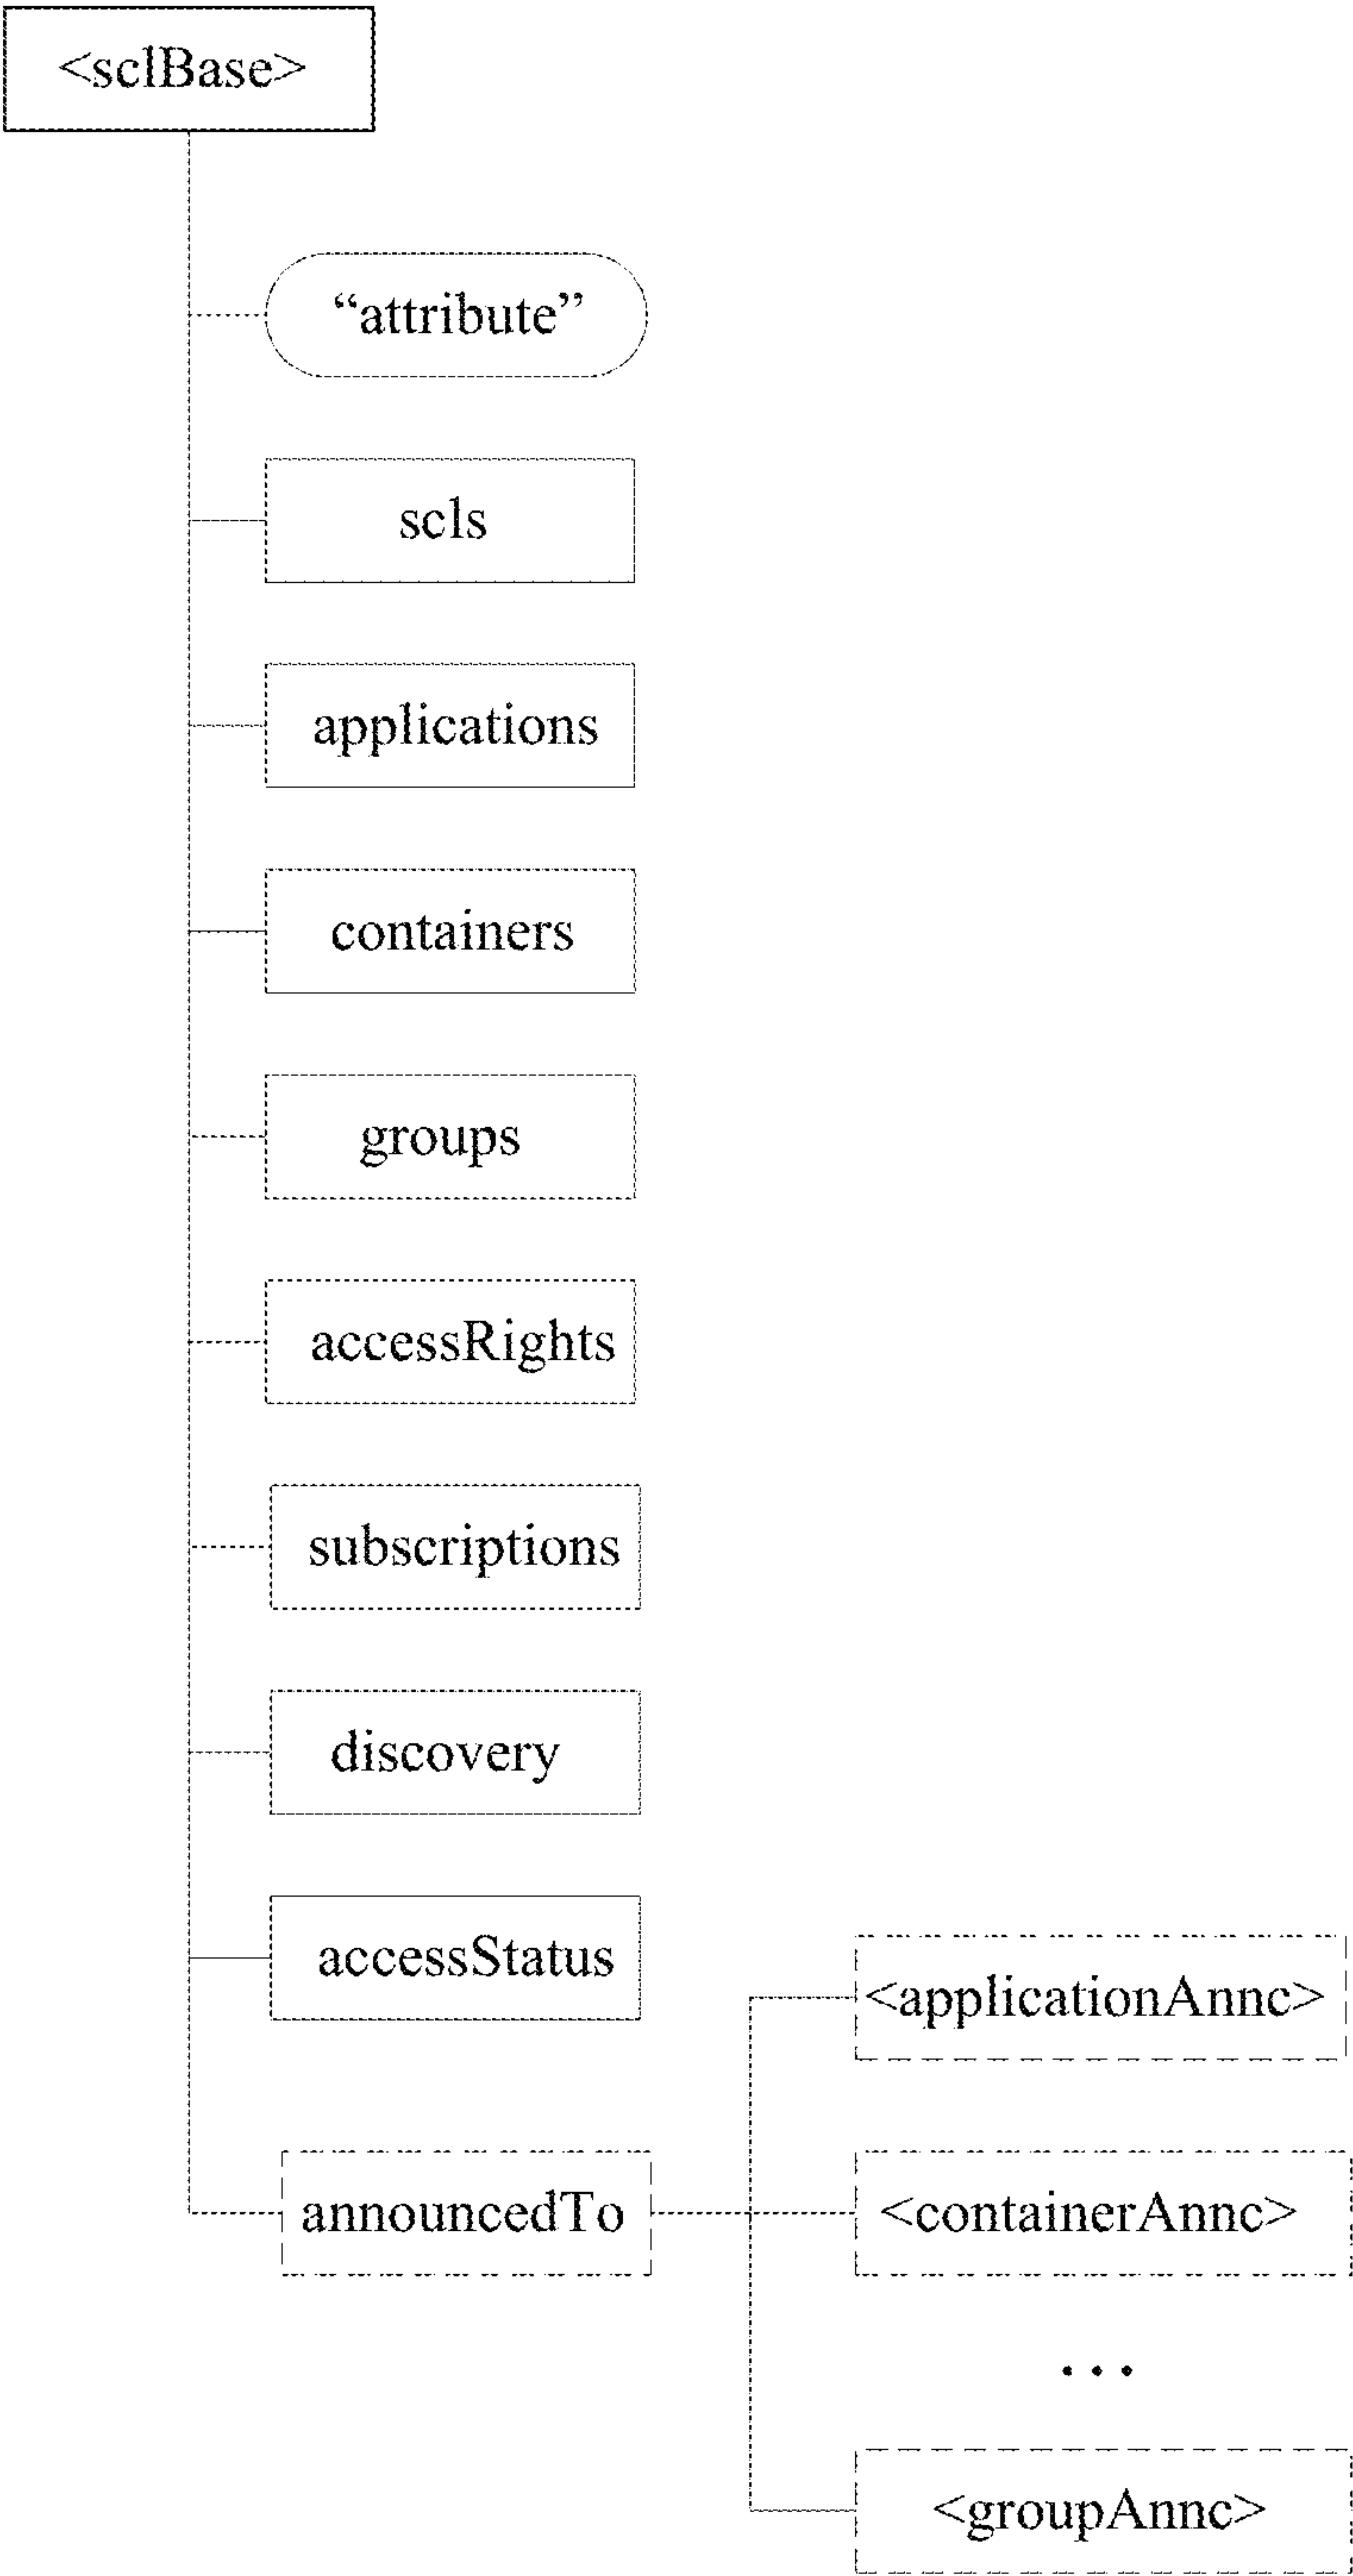 <sclBase>
“attribute”
scls
applications
containers
groups
accessRights
subscriptions
discovery
accessStatus
<applicationAnnc>
announcedTo
<containerAnnc>
...
<groupAnnc>